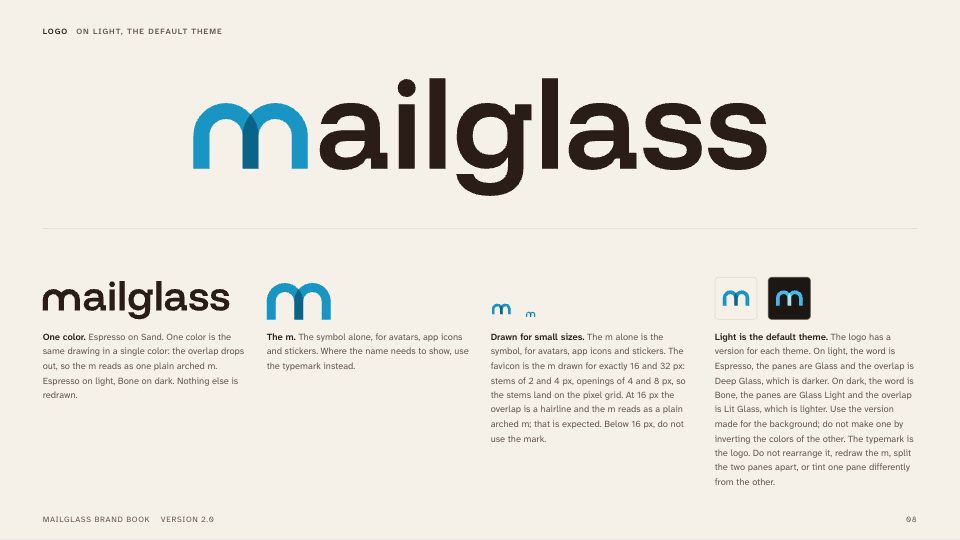 LOGO ON LIGHT, THE DEFAULT THEME
mailglass
mailglass
m
m m
m m
One color. Espresso on Sand. One color is the
same drawing in a single color: the overlap drops
out, so the m reads as one plain arched m.
Espresso on light, Bone on dark. Nothing else is
redrawn.
The m. The symbol alone, for avatars, app icons
and stickers. Where the name needs to show, use
the typemark instead.
Drawn for small sizes. The m alone is the
symbol, for avatars, app icons and stickers. The
favicon is the m drawn for exactly 16 and 32 px:
stems of 2 and 4 px, openings of 4 and 8 px, so
the stems land on the pixel grid. At 16 px the
overlap is a hairline and the m reads as a plain
arched m; that is expected. Below 16 px, do not
use the mark.
Light is the default theme. The logo has a
version for each theme. On light, the word is
Espresso, the panes are Glass and the overlap is
Deep Glass, which is darker. On dark, the word is
Bone, the panes are Glass Light and the overlap
is Lit Glass, which is lighter. Use the version
made for the background; do not make one by
inverting the colors of the other. The typemark is
the logo. Do not rearrange it, redraw the m, split
the two panes apart, or tint one pane differently
from the other.
MAILGLASS BRAND BOOK VERSION 2.0
08